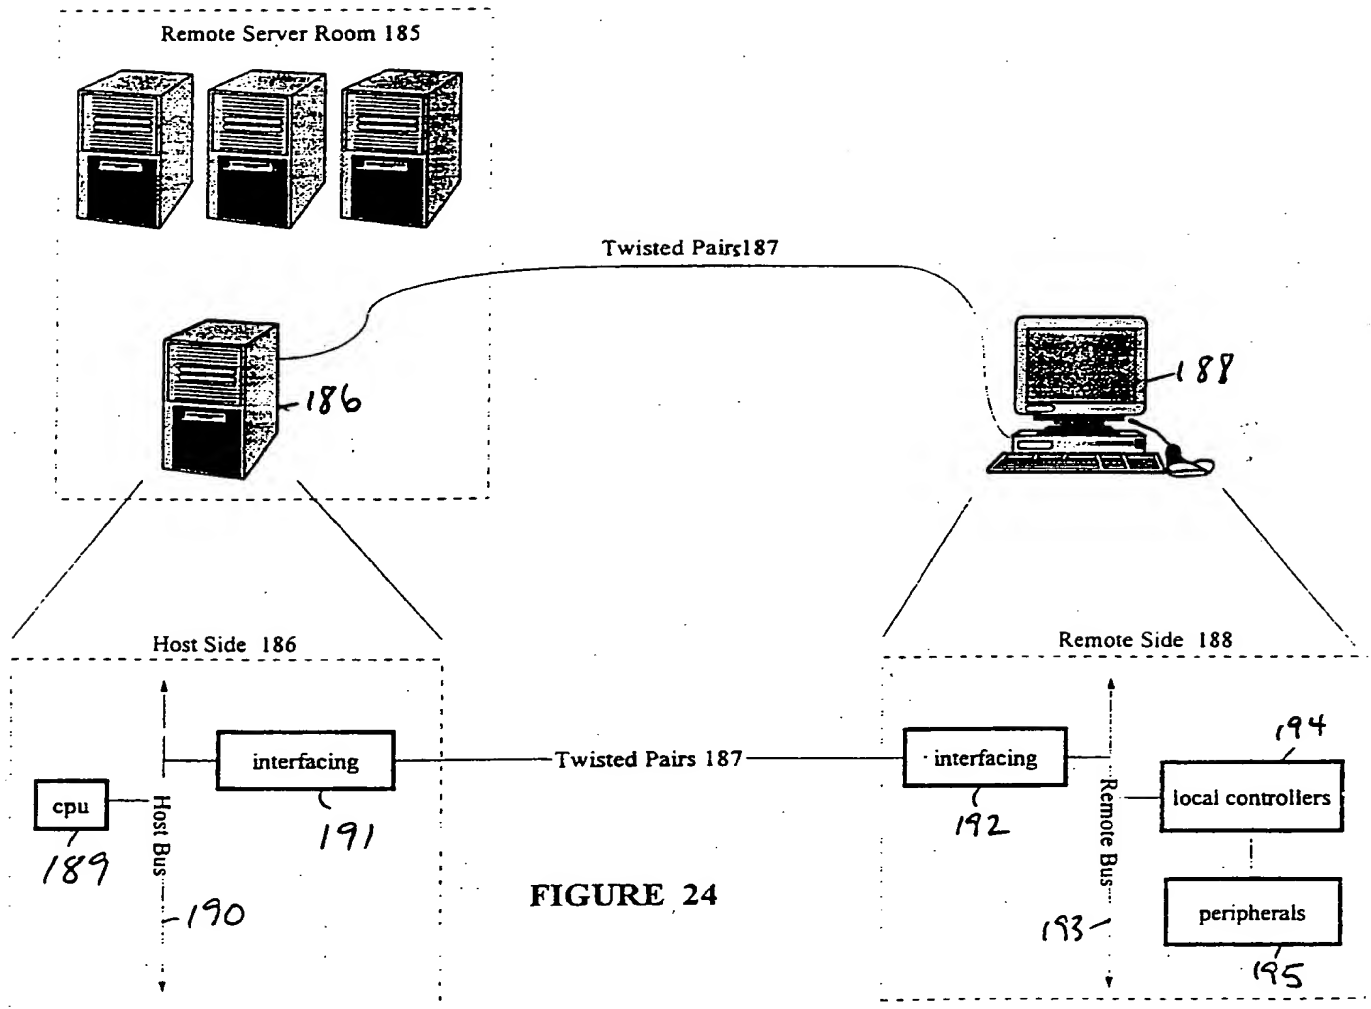 Remote Server Room 185
Twisted Pairs187
186
188
Host Side 186
Remote Side 188
interfacing
Twisted Pairs 187
interfacing
194
cpu
Host Bus
191
192
Remote Bus
local controllers
189
190
FIGURE 24
193
peripherals
195